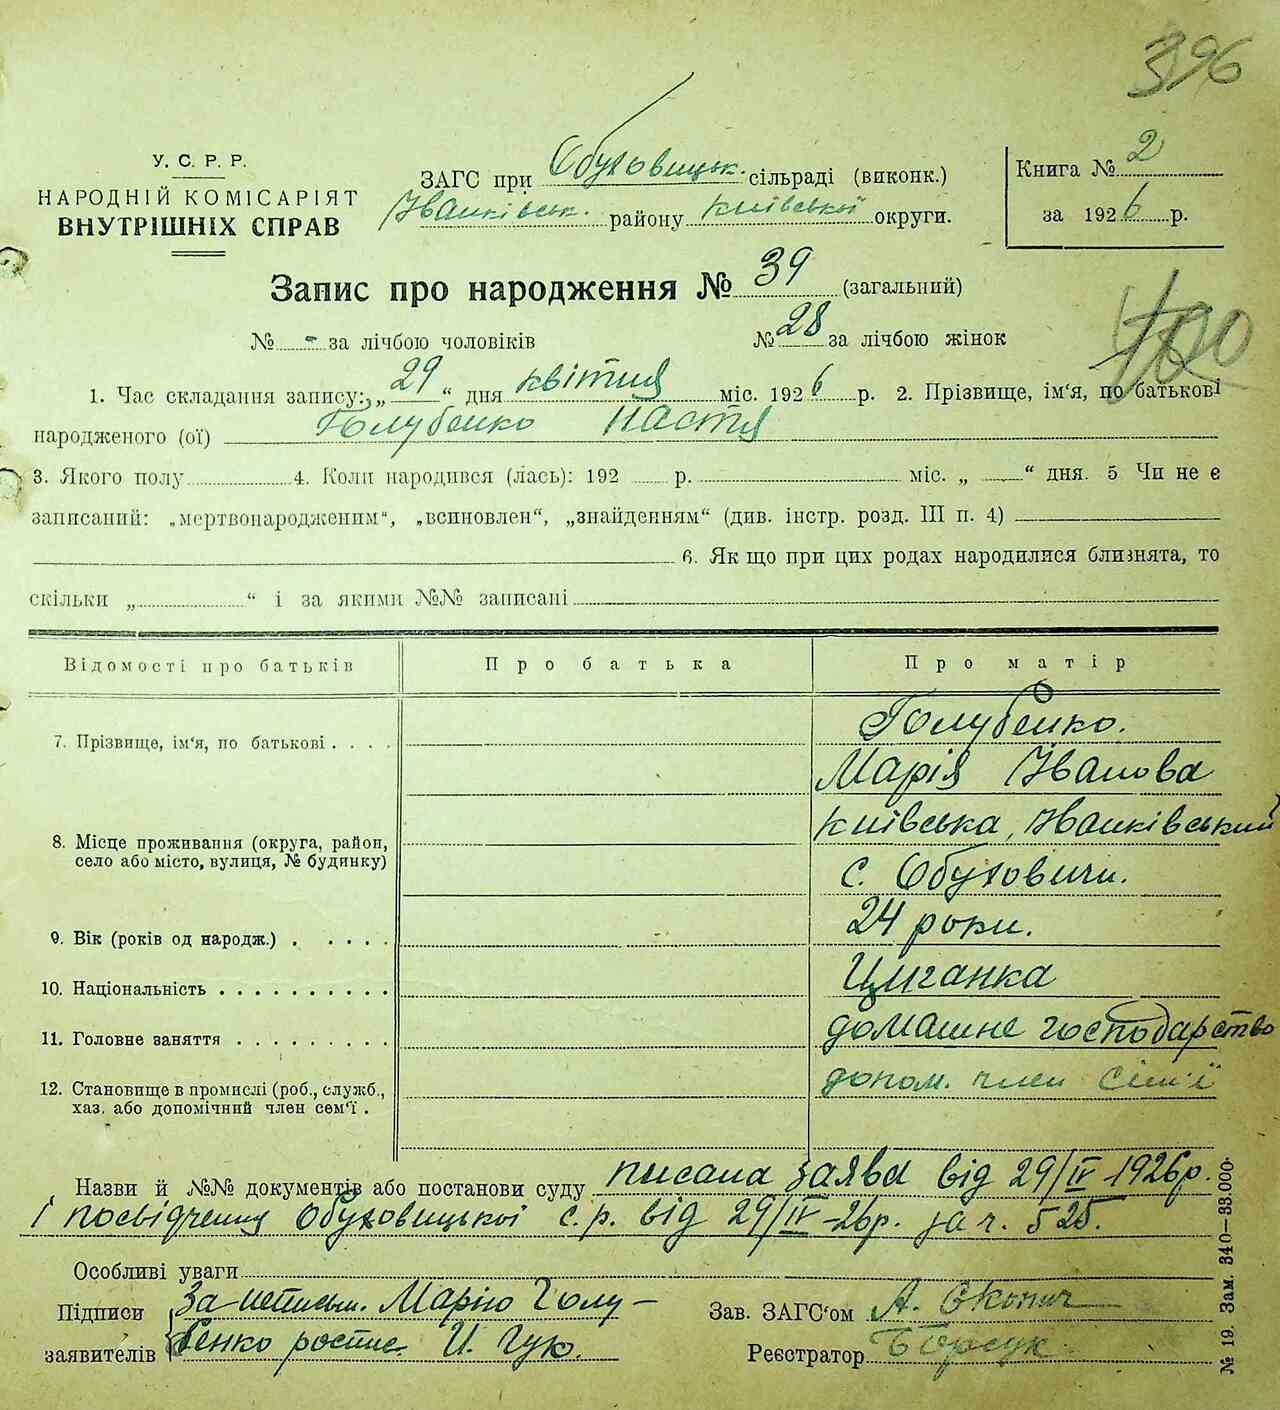 396
У. С. Р. Р.
НАРОДНІЙ КОМІСАРІЯТ
ВНУТРІШНІХ СПРАВ
ЗАГС при Обуховицьк. сільраді (виконк.)
Іванківськ. району Київської округи.
Книга № 2
за 1926 р.
Запис про народження № 39 (загальний)
№ - за лічбою чоловіків № 28 за лічбою жінок
400
1. Час складання запису: „29“ дня квітня міс. 1926 р. 2. Прізвище, ім‘я, по батькові
народженого (ої) Голубенко Настя
3. Якого полу 4. Коли народився (лась): 192 р. міс. „ “ дня. 5 Чи не є
записаний: „мертвонародженим“, „всиновлен“, „знайденням“ (див. інстр. розд. III п. 4)
6. Як що при цих родах народилися близнята, то
скільки „ “ і за якими №№ записані
Відомості про батьків Про батька Про матір
7. Прізвище, ім‘я, по батькові . . . . Голубенко.
Марія Іванова
8. Місце проживання (округа, район, Київська, Іванківський
село або місто, вулиця, № будинку) с. Обуховичи.
9. Вік (років од народж.) . . . . . 24 роки.
10. Національність . . . . . . . . . . Циганка
11. Головне заняття . . . . . . . . . домашнє господарство
12. Становище в промислі (роб., служб., допом. член сім'ї
хаз. або допомічний член сем‘ї .
Назви й №№ документів або постанови суду писана заява від 29/IV-1926р.
і посвідчення Обуховицької с.р. від 29/IV-26р. за ч. 525.
Особливі уваги
Підписи За неписьм. Марію Голу-
заявителів бенко роспис. И. Гук.
Зав. ЗАГС‘ом А.
Реєстратор Борсук
№ 19. Зам. 340—33.000.